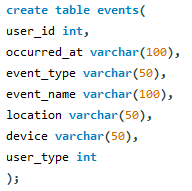 create table events(
user_id int,
occurred_at varchar(100),
event_type varchar(50),
event_name varchar(100),
location varchar(50),
device varchar(50),
user_type int
);